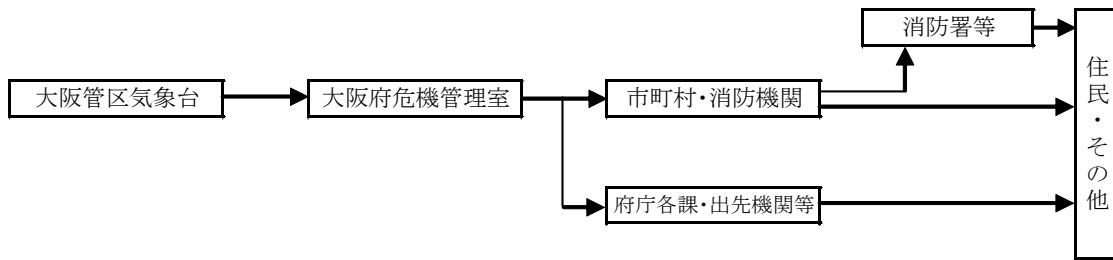 消防署等
大阪管区気象台
大阪府危機管理室
市町村・消防機関
府庁各課・出先機関等
住民・その他